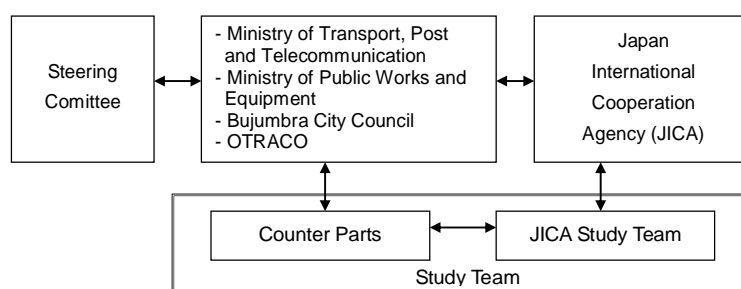 Steering
Comittee
- Ministry of Transport, Post
and Telecommunication
- Ministry of Public Works and
Equipment
- Bujumbra City Council
- OTRACO
Japan
International
Cooperation
Agency (JICA)
Counter Parts
JICA Study Team
Study Team